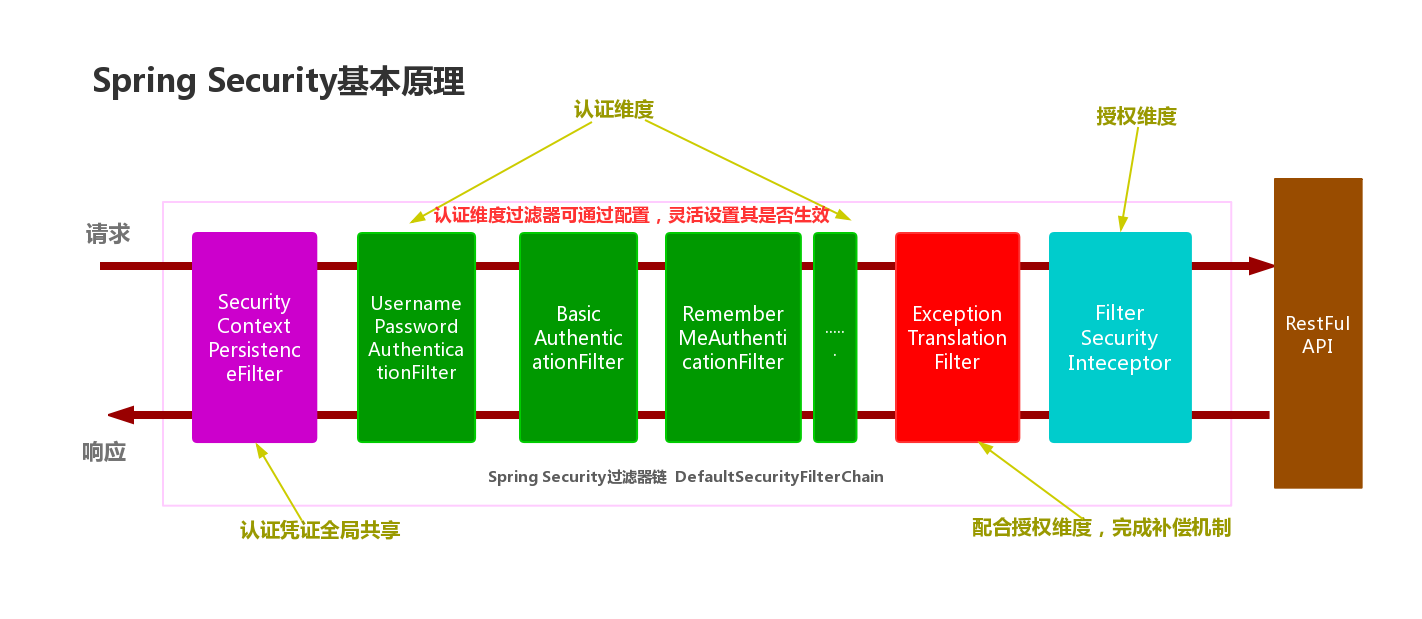 Spring Security基本原理
认证维度
授权维度
认证维度过滤器可通过配置，灵活设置其是否生效
请求
Security
Context
Persistenc
eFilter
Username
Password
Authentica
tionFilter
Basic
Authentic
ationFilter
Remember
MeAuthenti
cationFilter
.....
.
Exception
Translation
Filter
Filter
Security
Inteceptor
RestFul
API
响应
Spring Security过滤器链 DefaultSecurityFilterChain
认证凭证全局共享
配合授权维度，完成补偿机制